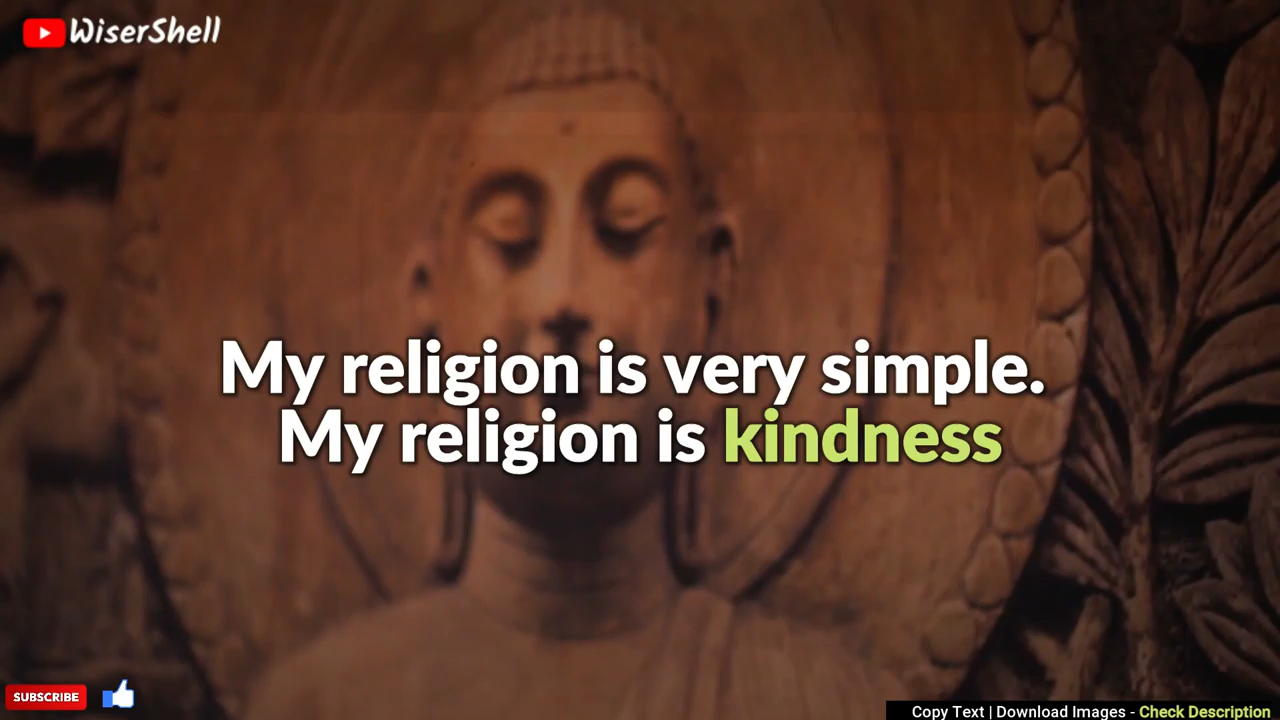 WiserShell
My religion is very simple.
My religion is kindness
SUBSCRIBE
Copy Text | Download Images - Check Description